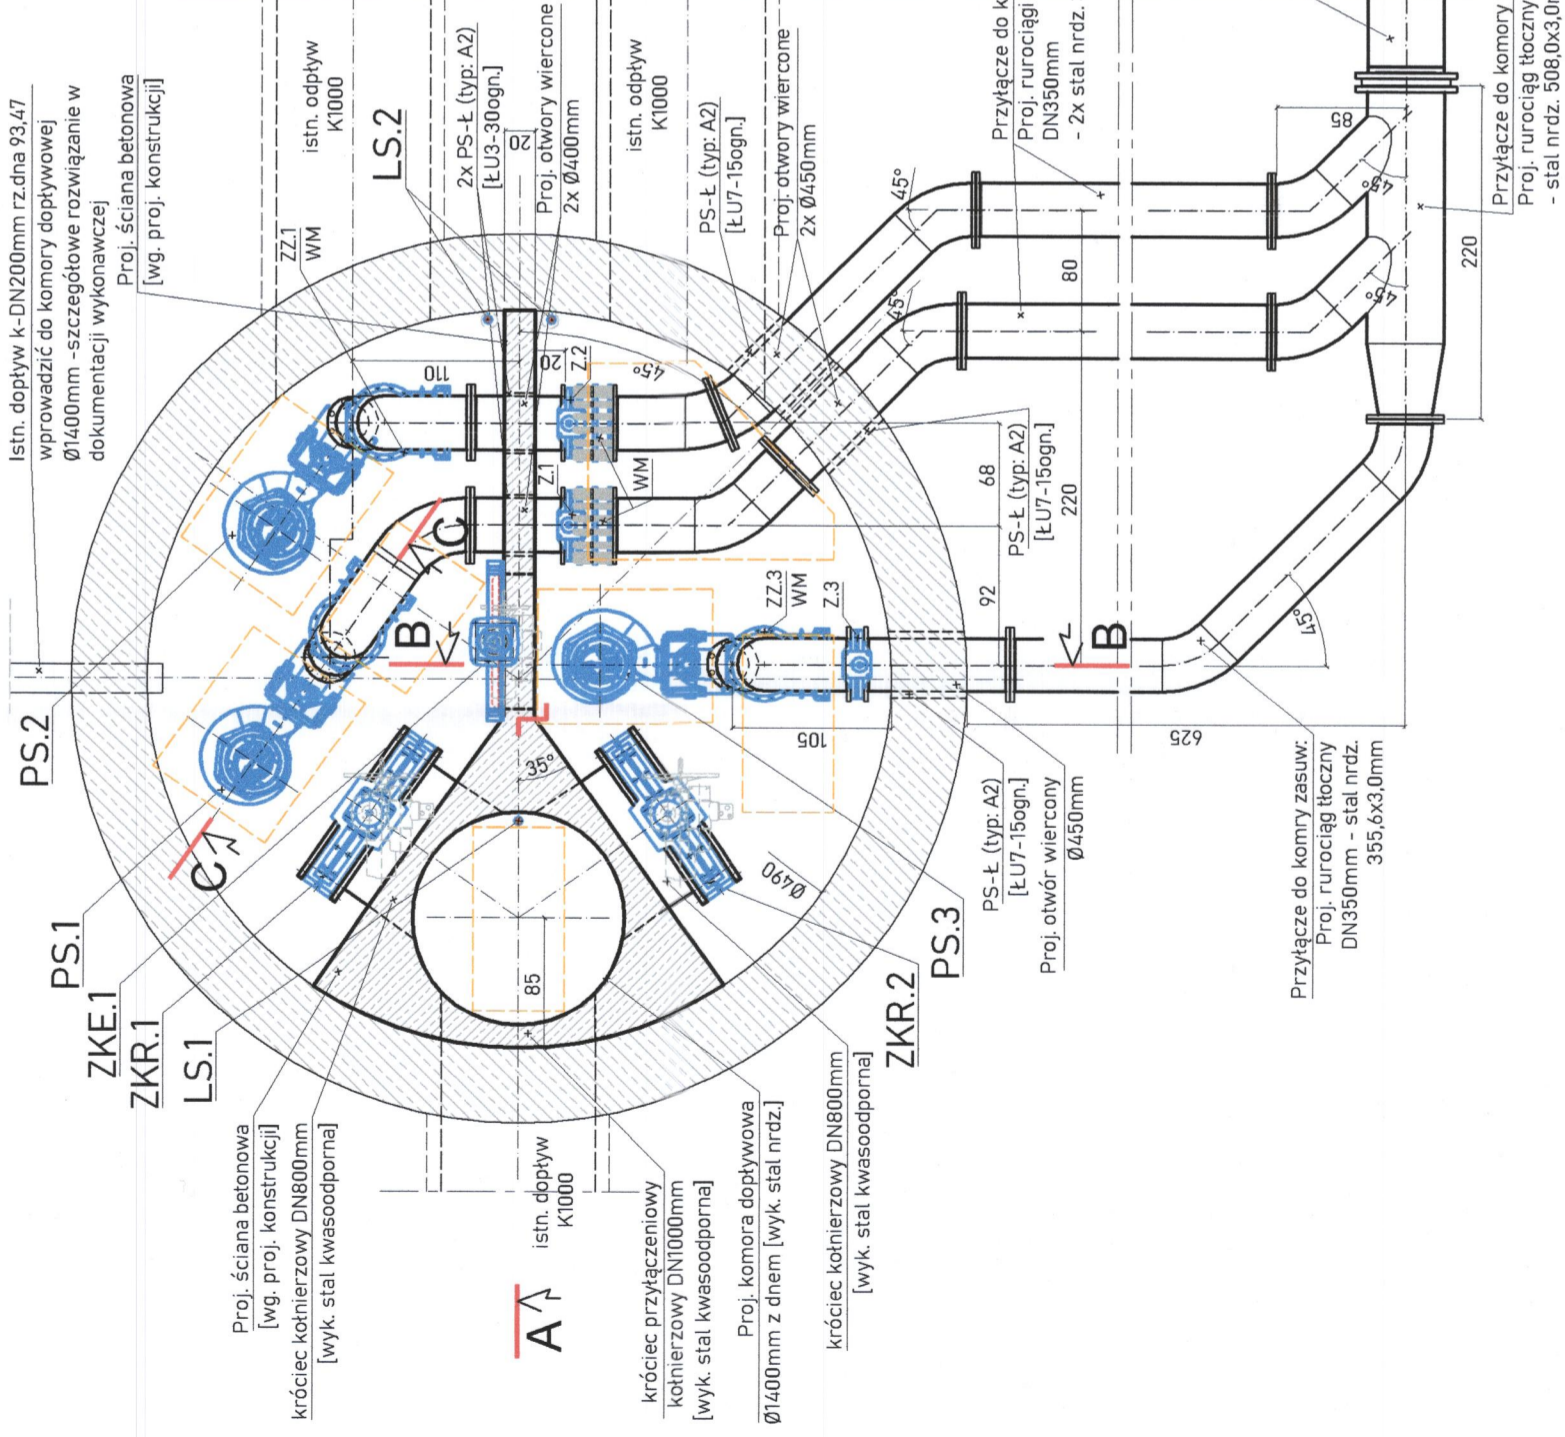 Istn. dopływ k-DN200mm rz.dna 93,47
wprowadzić do komory dopływowej
Ø1400mm -szczegółowe rozwiązanie w
dokumentacji wykonawczej
Proj. ściana betonowa
[wg. proj. konstrukcji]
ZZ.1
WM
istn. odpływ
K1000
LS.2
2x PS-Ł (typ: A2)
[ŁU3-30ogn.]
20
Proj. otwory wiercone
2x Ø400mm
istn. odpływ
K1000
PS-Ł (typ: A2)
[ŁU7-15ogn.]
Proj. otwory wiercone
2x Ø450mm
Przyłącze do k
Proj. rurociągi
DN350mm
- 2x stal nrdz.
85
45°
45°
45°
45°
80
220
Przyłącze do komory
Proj. rurociąg tłoczny
- stal nrdz. 508,0x3,0m
PS.2
110
20
Z.2
45°
Z.1
WM
68
PS-Ł (typ: A2)
[ŁU7-15ogn.]
220
92
C
B
ZZ.3
WM
Z.3
B
45°
105
625
35°
C
PS.1
ZKE.1
ZKR.1
LS.1
85
Ø490
ZKR.2
PS.3
PS-Ł (typ: A2)
[ŁU7-15ogn.]
Proj. otwór wiercony
Ø450mm
Przyłącze do komry zasuw:
Proj. rurociąg tłoczny
DN350mm - stal nrdz.
355,6x3,0mm
Proj. ściana betonowa
[wg. proj. konstrukcji]
króciec kołnierzowy DN800mm
[wyk. stal kwasoodporna]
A
istn. dopływ
K1000
króciec przyłączeniowy
kołnierzowy DN1000mm
[wyk. stal kwasoodporna]
Proj. komora dopływowa
Ø1400mm z dnem [wyk. stal nrdz.]
króciec kołnierzowy DN800mm
[wyk. stal kwasoodporna]